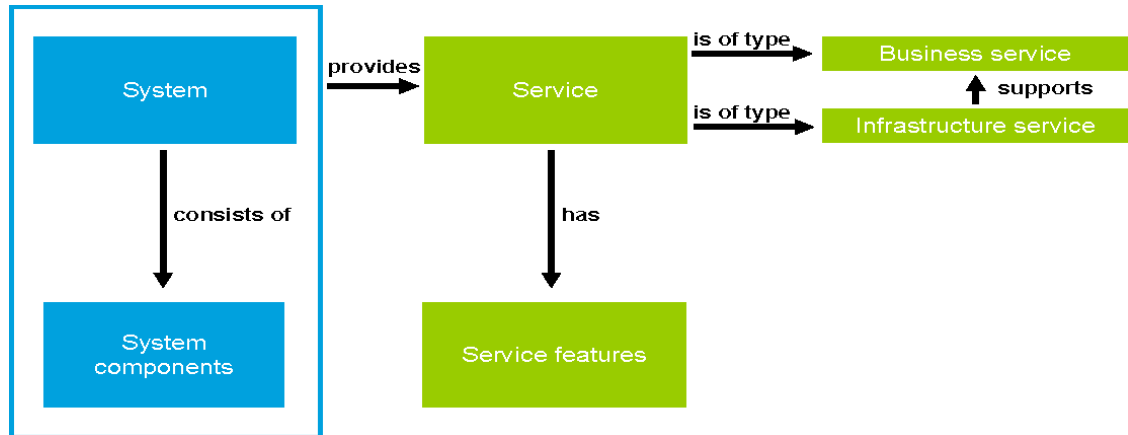 System
provides
Service
is of type
Business service
supports
is of type
Infrastructure service
consists of
has
System
components
Service features